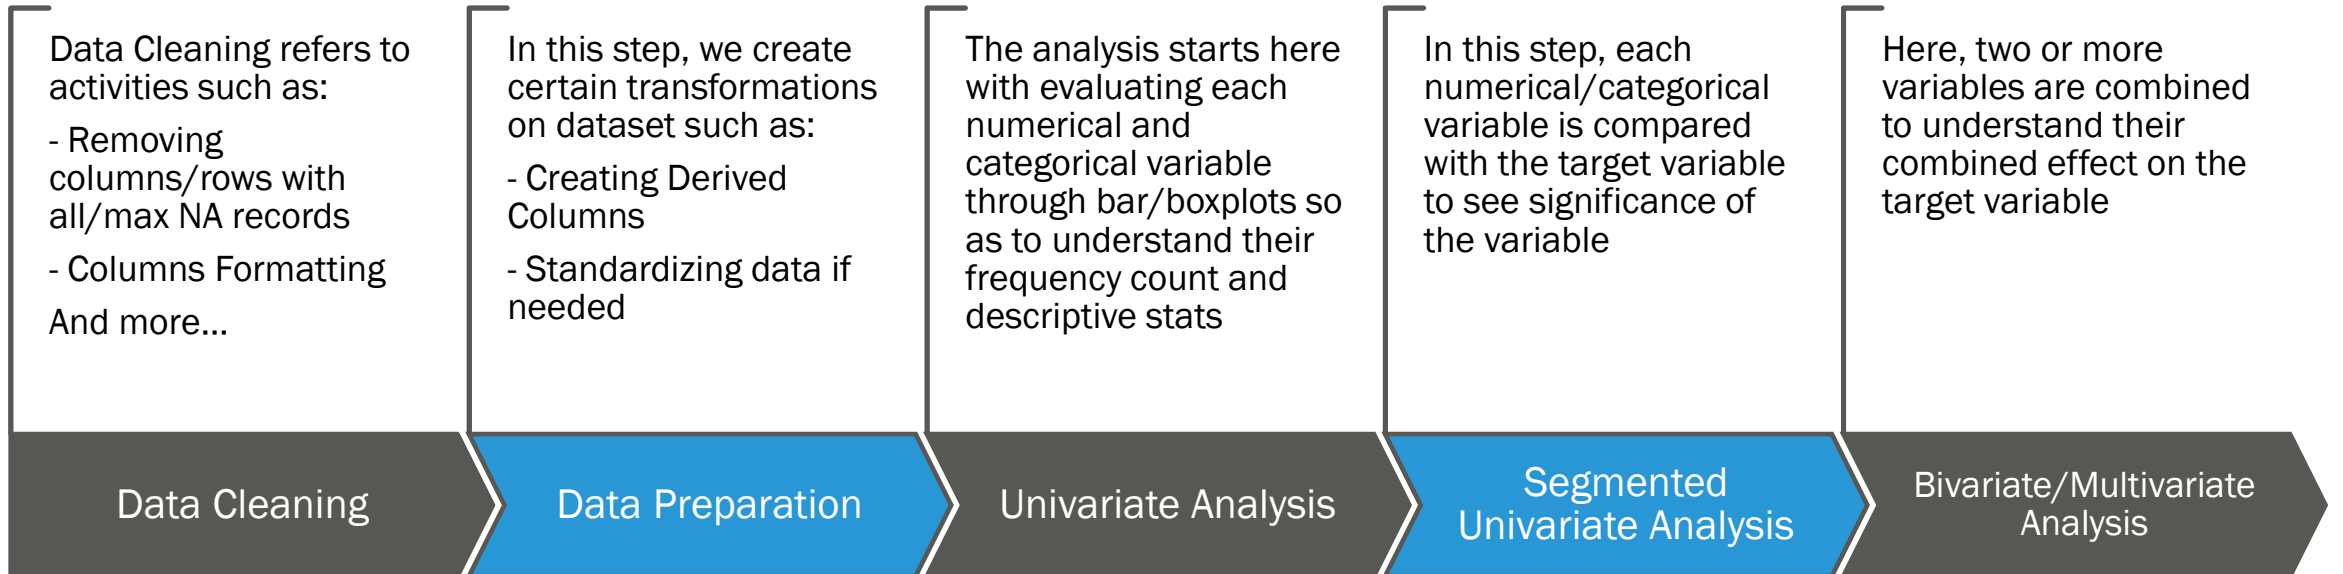 Data Cleaning refers to
activities such as:
- Removing
columns/rows with
all/max NA records
- Columns Formatting
And more...
Data Cleaning
In this step, we create
certain transformations
on dataset such as:
- Creating Derived
Columns
- Standardizing data if
needed
Data Preparation
The analysis starts here
with evaluating each
numerical and
categorical variable
through bar/boxplots so
as to understand their
frequency count and
descriptive stats
Univariate Analysis
In this step, each
numerical/categorical
variable is compared
with the target variable
to see significance of
the variable
Segmented
Univariate Analysis
Here, two or more
variables are combined
to understand their
combined effect on the
target variable
Bivariate/Multivariate
Analysis